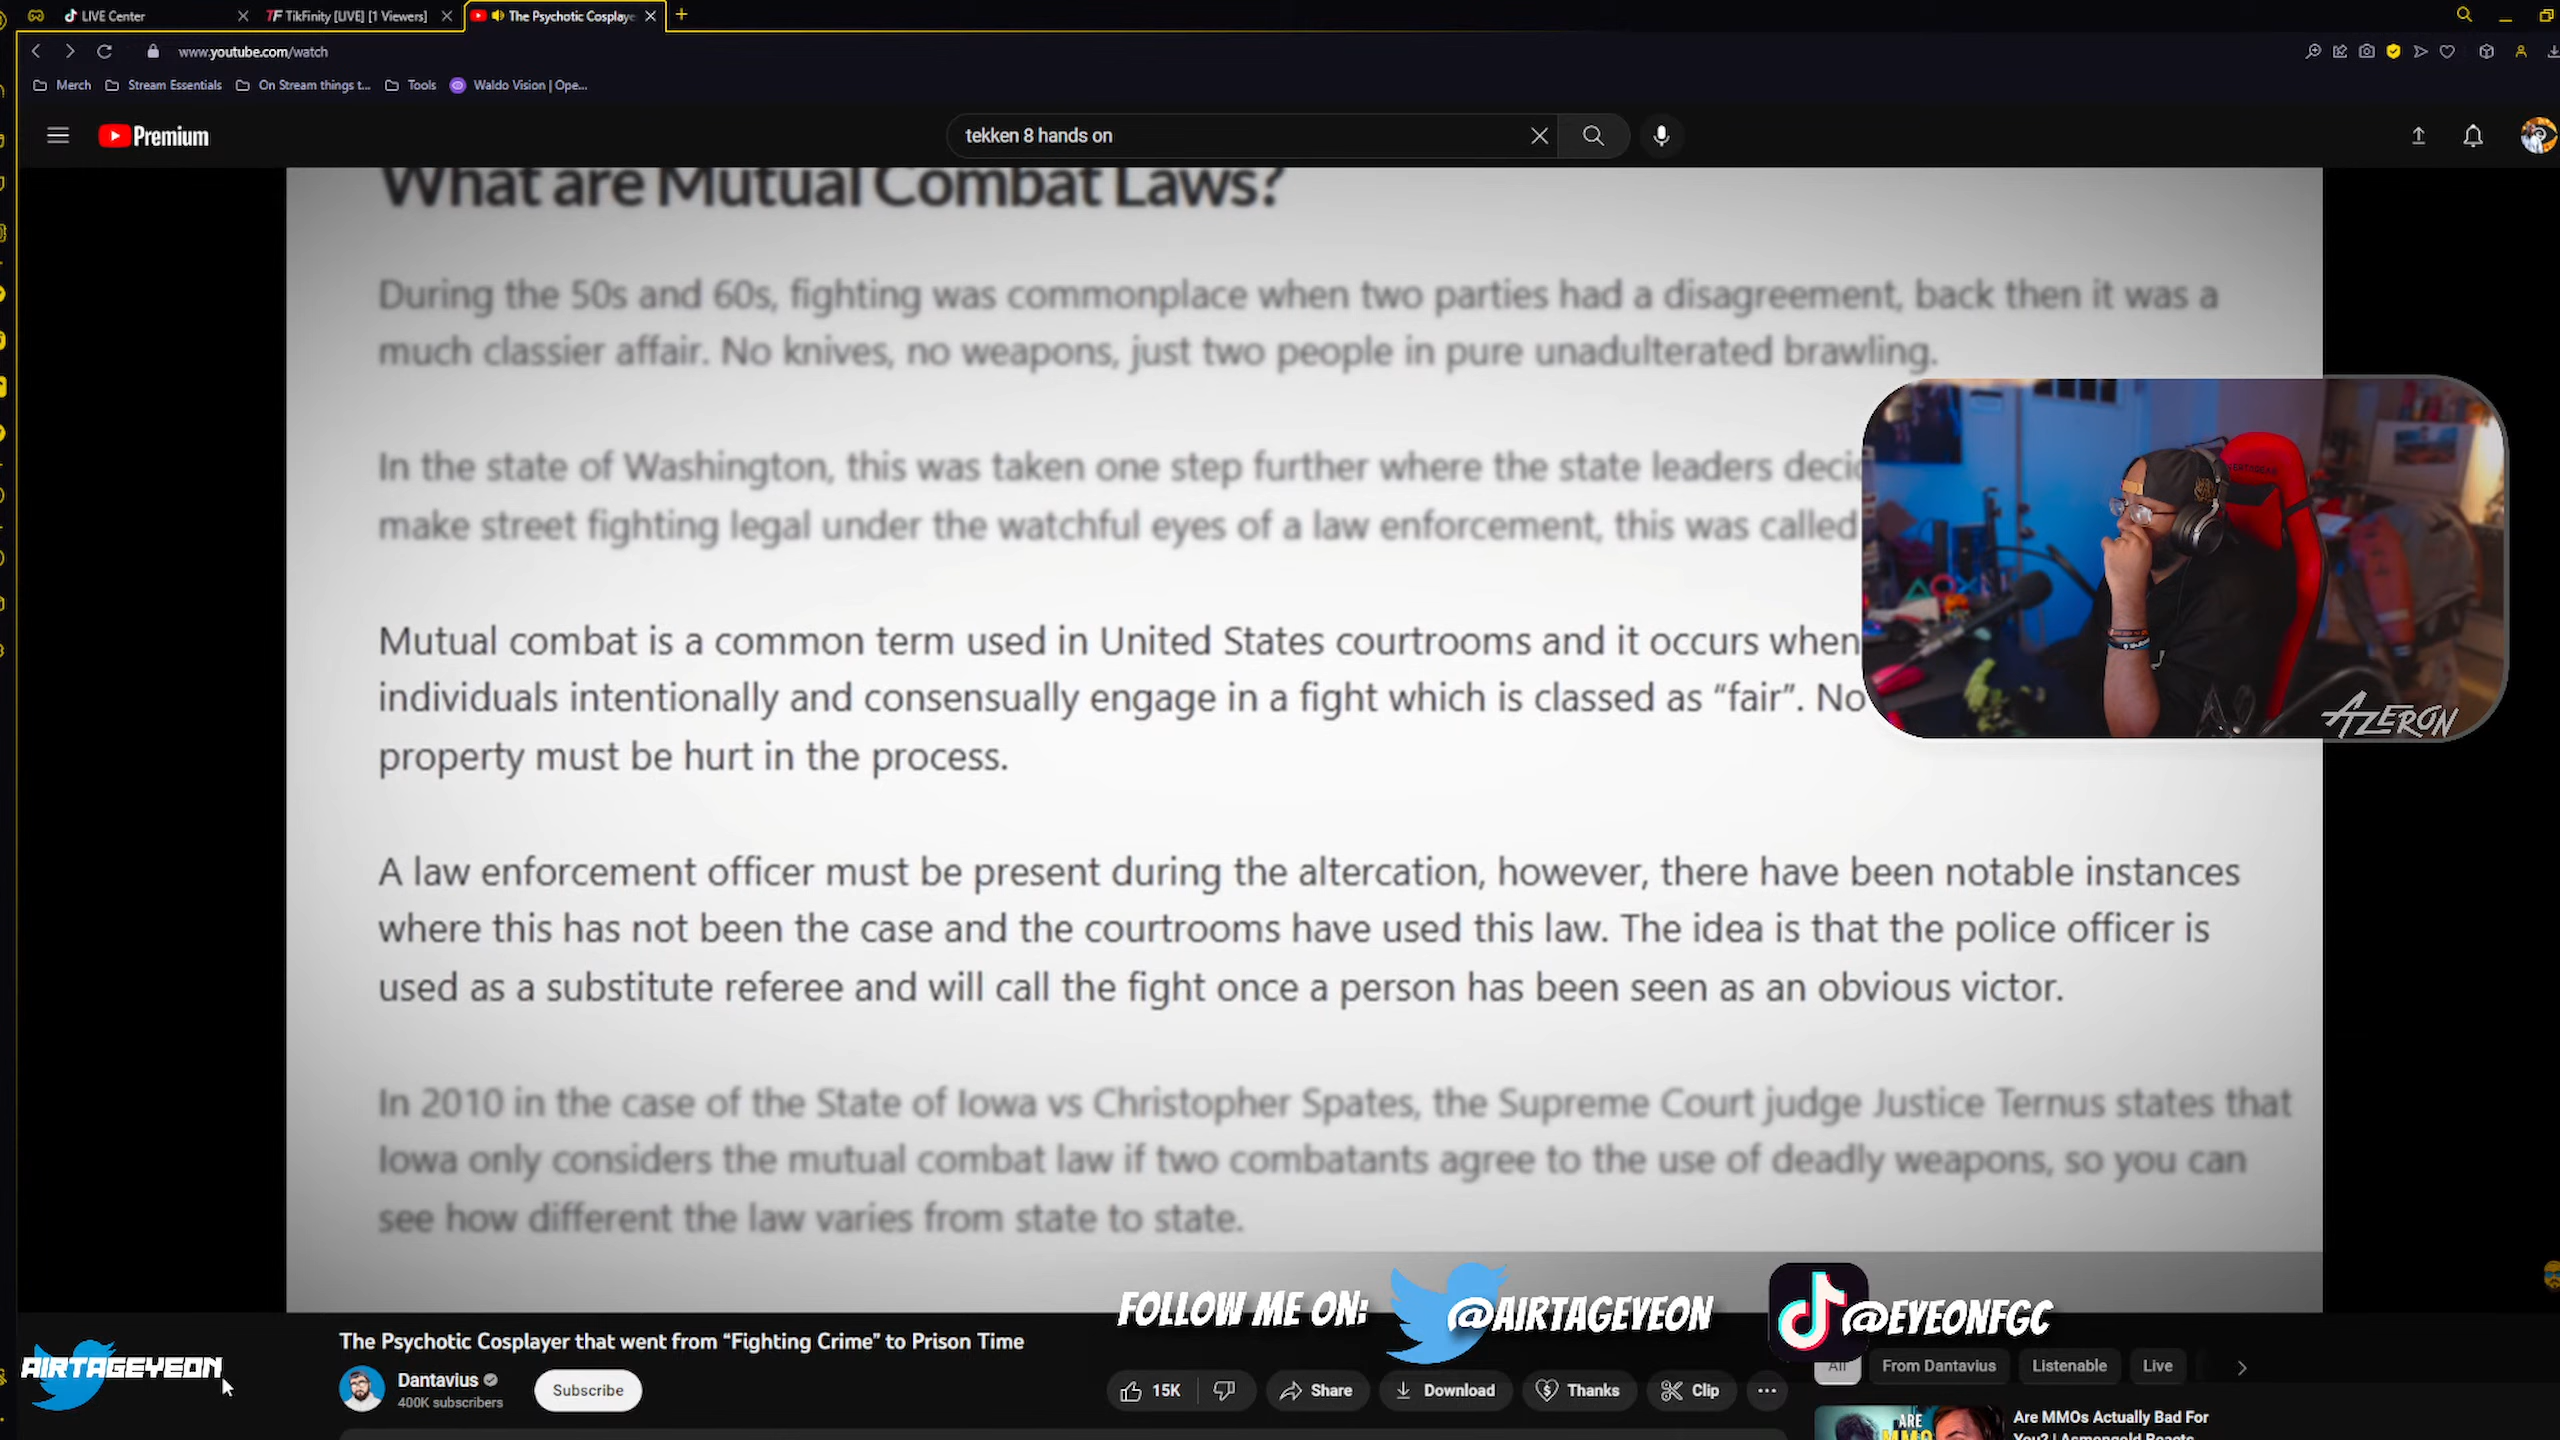 LIVE Center
TikFinity [LIVE] [1 Viewers]
The Psychotic Cosplaye
www.youtube.com/watch
Merch
Stream Essentials
On Stream things t...
Tools
Waldo Vision | Ope...
Premium
tekken 8 hands on
What are Mutual Combat Laws?
During the 50s and 60s, fighting was commonplace when two parties had a disagreement, back then it was a
much classier affair. No knives, no weapons, just two people in pure unadulterated brawling.
In the state of Washington, this was taken one step further where the state leaders deci
make street fighting legal under the watchful eyes of a law enforcement, this was called
Mutual combat is a common term used in United States courtrooms and it occurs when
individuals intentionally and consensually engage in a fight which is classed as “fair”. No
property must be hurt in the process.
AZERON
A law enforcement officer must be present during the altercation, however, there have been notable instances
where this has not been the case and the courtrooms have used this law. The idea is that the police officer is
used as a substitute referee and will call the fight once a person has been seen as an obvious victor.
In 2010 in the case of the State of Iowa vs Christopher Spates, the Supreme Court judge Justice Ternus states that
Iowa only considers the mutual combat law if two combatants agree to the use of deadly weapons, so you can
see how different the law varies from state to state.
FOLLOW ME ON:
@AIRTAGEYEON
@EYEONFGC
The Psychotic Cosplayer that went from “Fighting Crime” to Prison Time
AIRTAGEYEON
Dantavius
400K subscribers
Subscribe
15K
Share
Download
Thanks
Clip
All
From Dantavius
Listenable
Live
ARE
Are MMOs Actually Bad For
You? | Asmongold Reacts